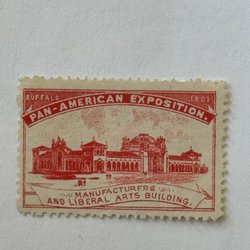 BUFFALO 1901
PAN-AMERICAN EXPOSITION.
MANUFACTURERS
AND LIBERAL ARTS BUILDING.